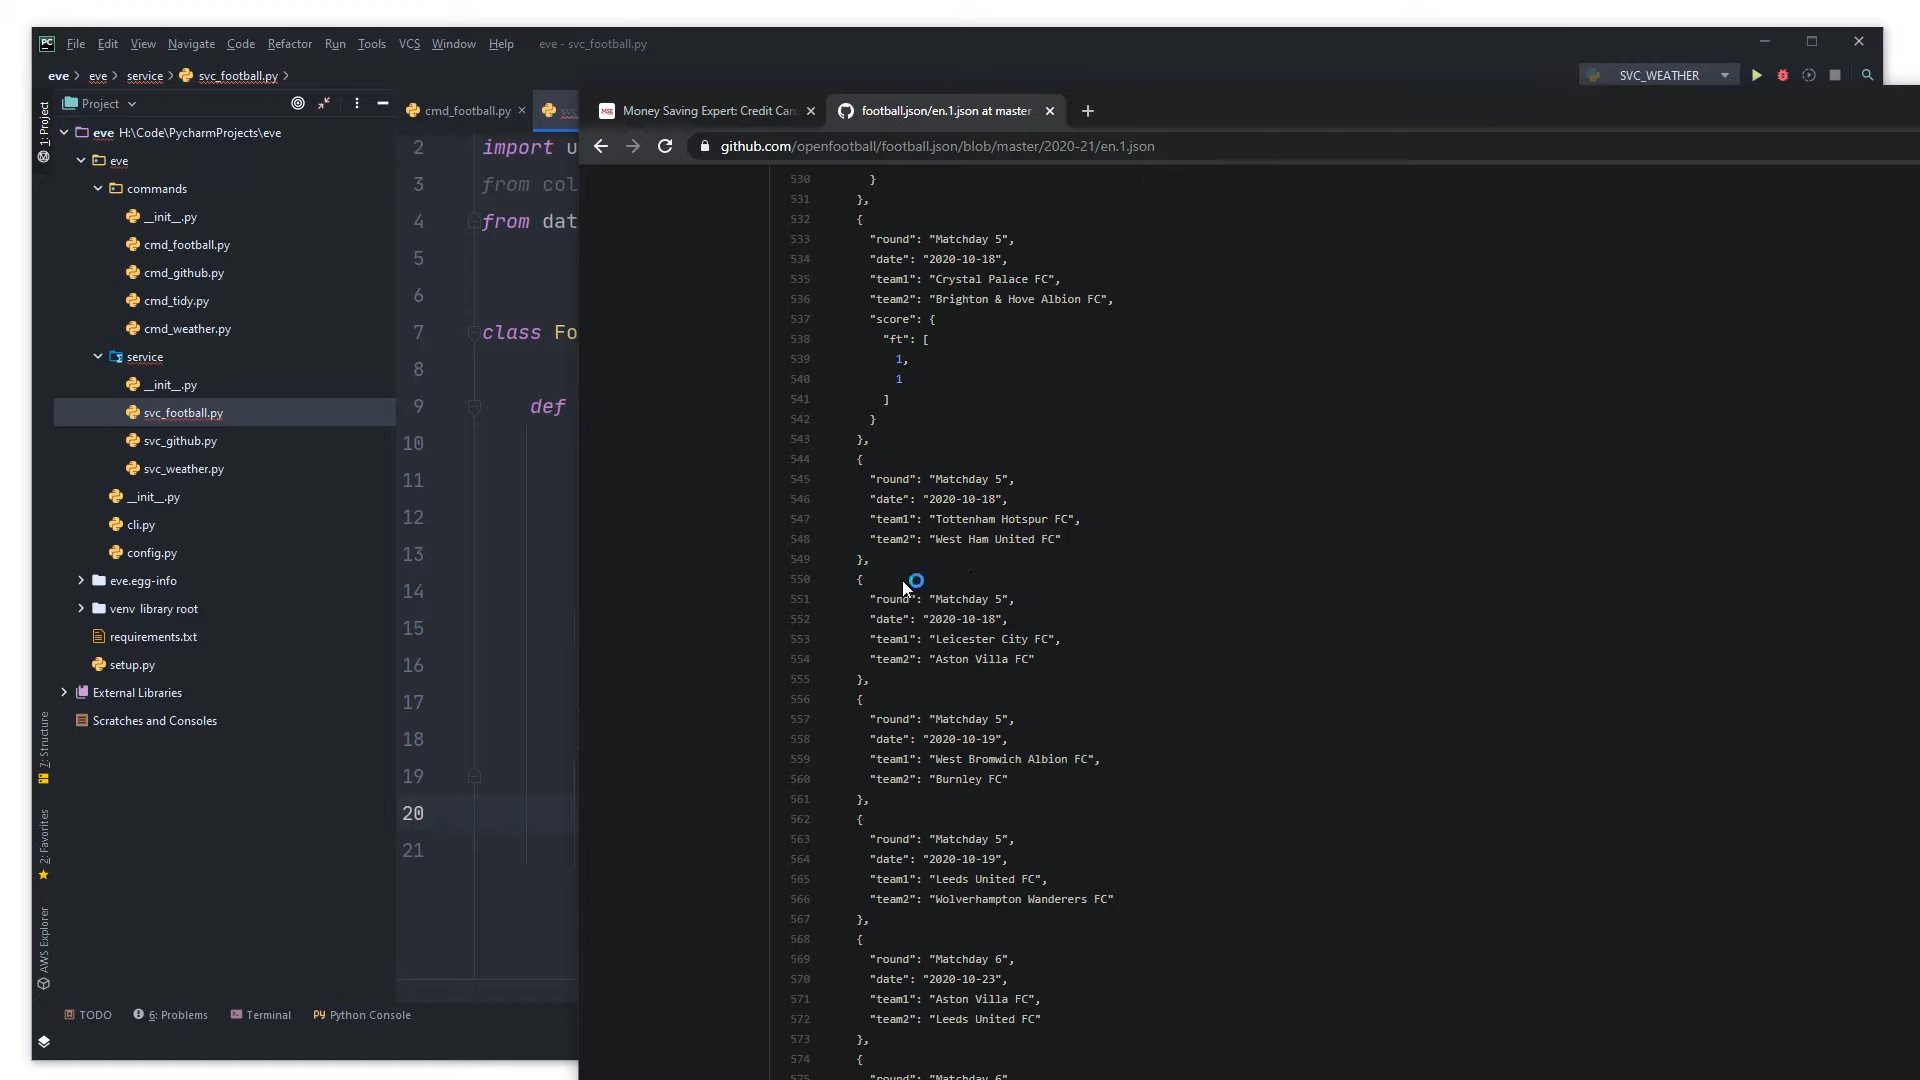 PC File Edit View Navigate Code Refactor Run Tools VCS Window Help eve - svc_football.py
eve eve service svc_football.py SVC_WEATHER
1: Project
Project
eve H:\Code\PycharmProjects\eve
eve
commands
__init__.py
cmd_football.py
cmd_github.py
cmd_tidy.py
cmd_weather.py
service
__init__.py
svc_football.py
svc_github.py
svc_weather.py
__init__.py
cli.py
config.py
eve.egg-info
venv library root
requirements.txt
setup.py
External Libraries
Scratches and Consoles
7: Structure
2: Favorites
AWS Explorer
TODO 6: Problems Terminal Python Console
cmd_football.py
2 import u
3 from col
4 from dat
5
6
7 class Fo
8
9 def
10
11
12
13
14
15
16
17
18
19
20
21
MSE Money Saving Expert: Credit Car football.json/en.1.json at master
github.com/openfootball/football.json/blob/master/2020-21/en.1.json
530 }
531 },
532 {
533 "round": "Matchday 5",
534 "date": "2020-10-18",
535 "team1": "Crystal Palace FC",
536 "team2": "Brighton & Hove Albion FC",
537 "score": {
538 "ft": [
539 1,
540 1
541 ]
542 }
543 },
544 {
545 "round": "Matchday 5",
546 "date": "2020-10-18",
547 "team1": "Tottenham Hotspur FC",
548 "team2": "West Ham United FC"
549 },
550 {
551 "round": "Matchday 5",
552 "date": "2020-10-18",
553 "team1": "Leicester City FC",
554 "team2": "Aston Villa FC"
555 },
556 {
557 "round": "Matchday 5",
558 "date": "2020-10-19",
559 "team1": "West Bromwich Albion FC",
560 "team2": "Burnley FC"
561 },
562 {
563 "round": "Matchday 5",
564 "date": "2020-10-19",
565 "team1": "Leeds United FC",
566 "team2": "Wolverhampton Wanderers FC"
567 },
568 {
569 "round": "Matchday 6",
570 "date": "2020-10-23",
571 "team1": "Aston Villa FC",
572 "team2": "Leeds United FC"
573 },
574 {
575 "round": "Matchday 6"